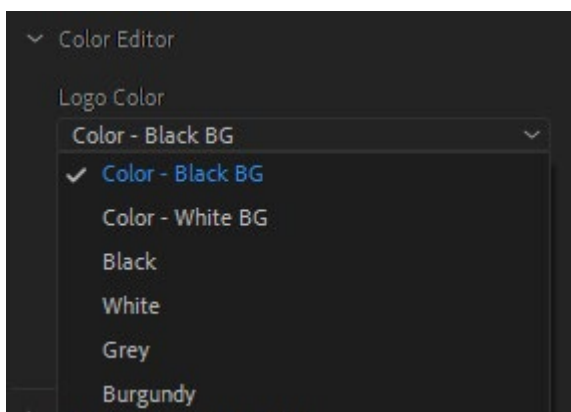 Color Editor
Logo Color
Color - Black BG
Color - Black BG
Color - White BG
Black
White
Grey
Burgundy